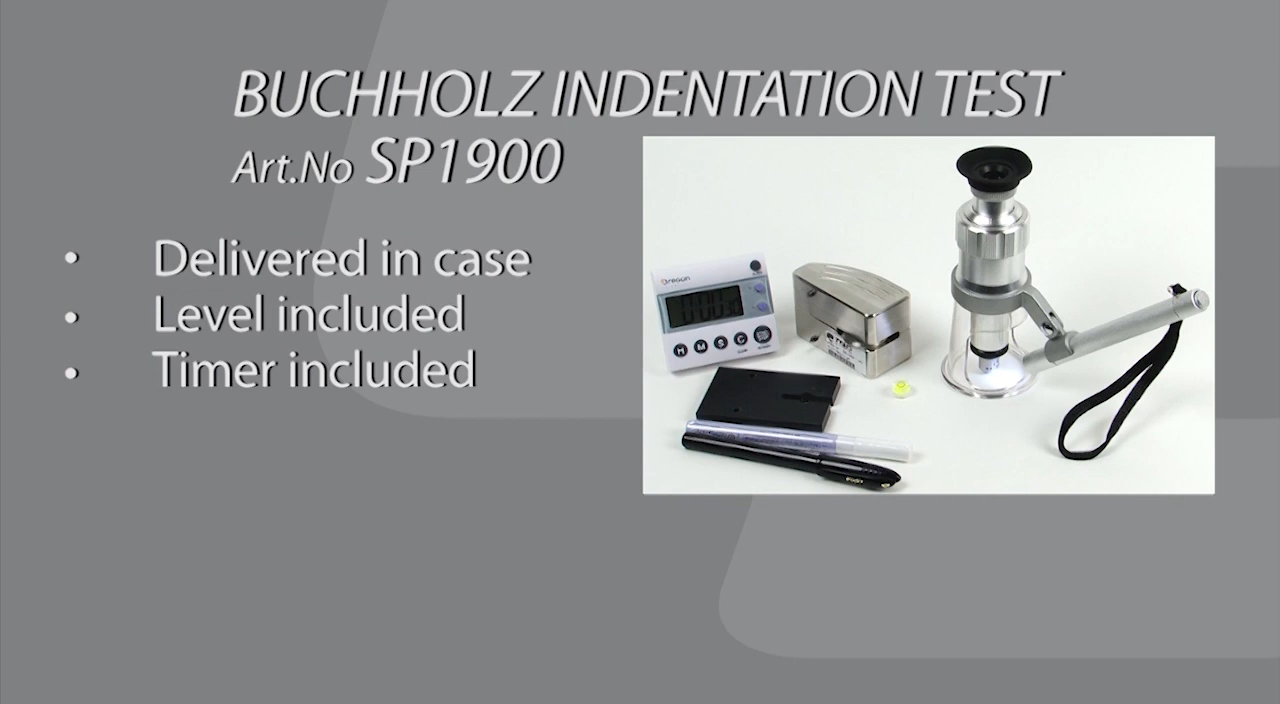 BUCHHOLZ INDENTATION TEST
Art.No SP1900
• Delivered in case
• Level included
• Timer included
Oregon
H M S C